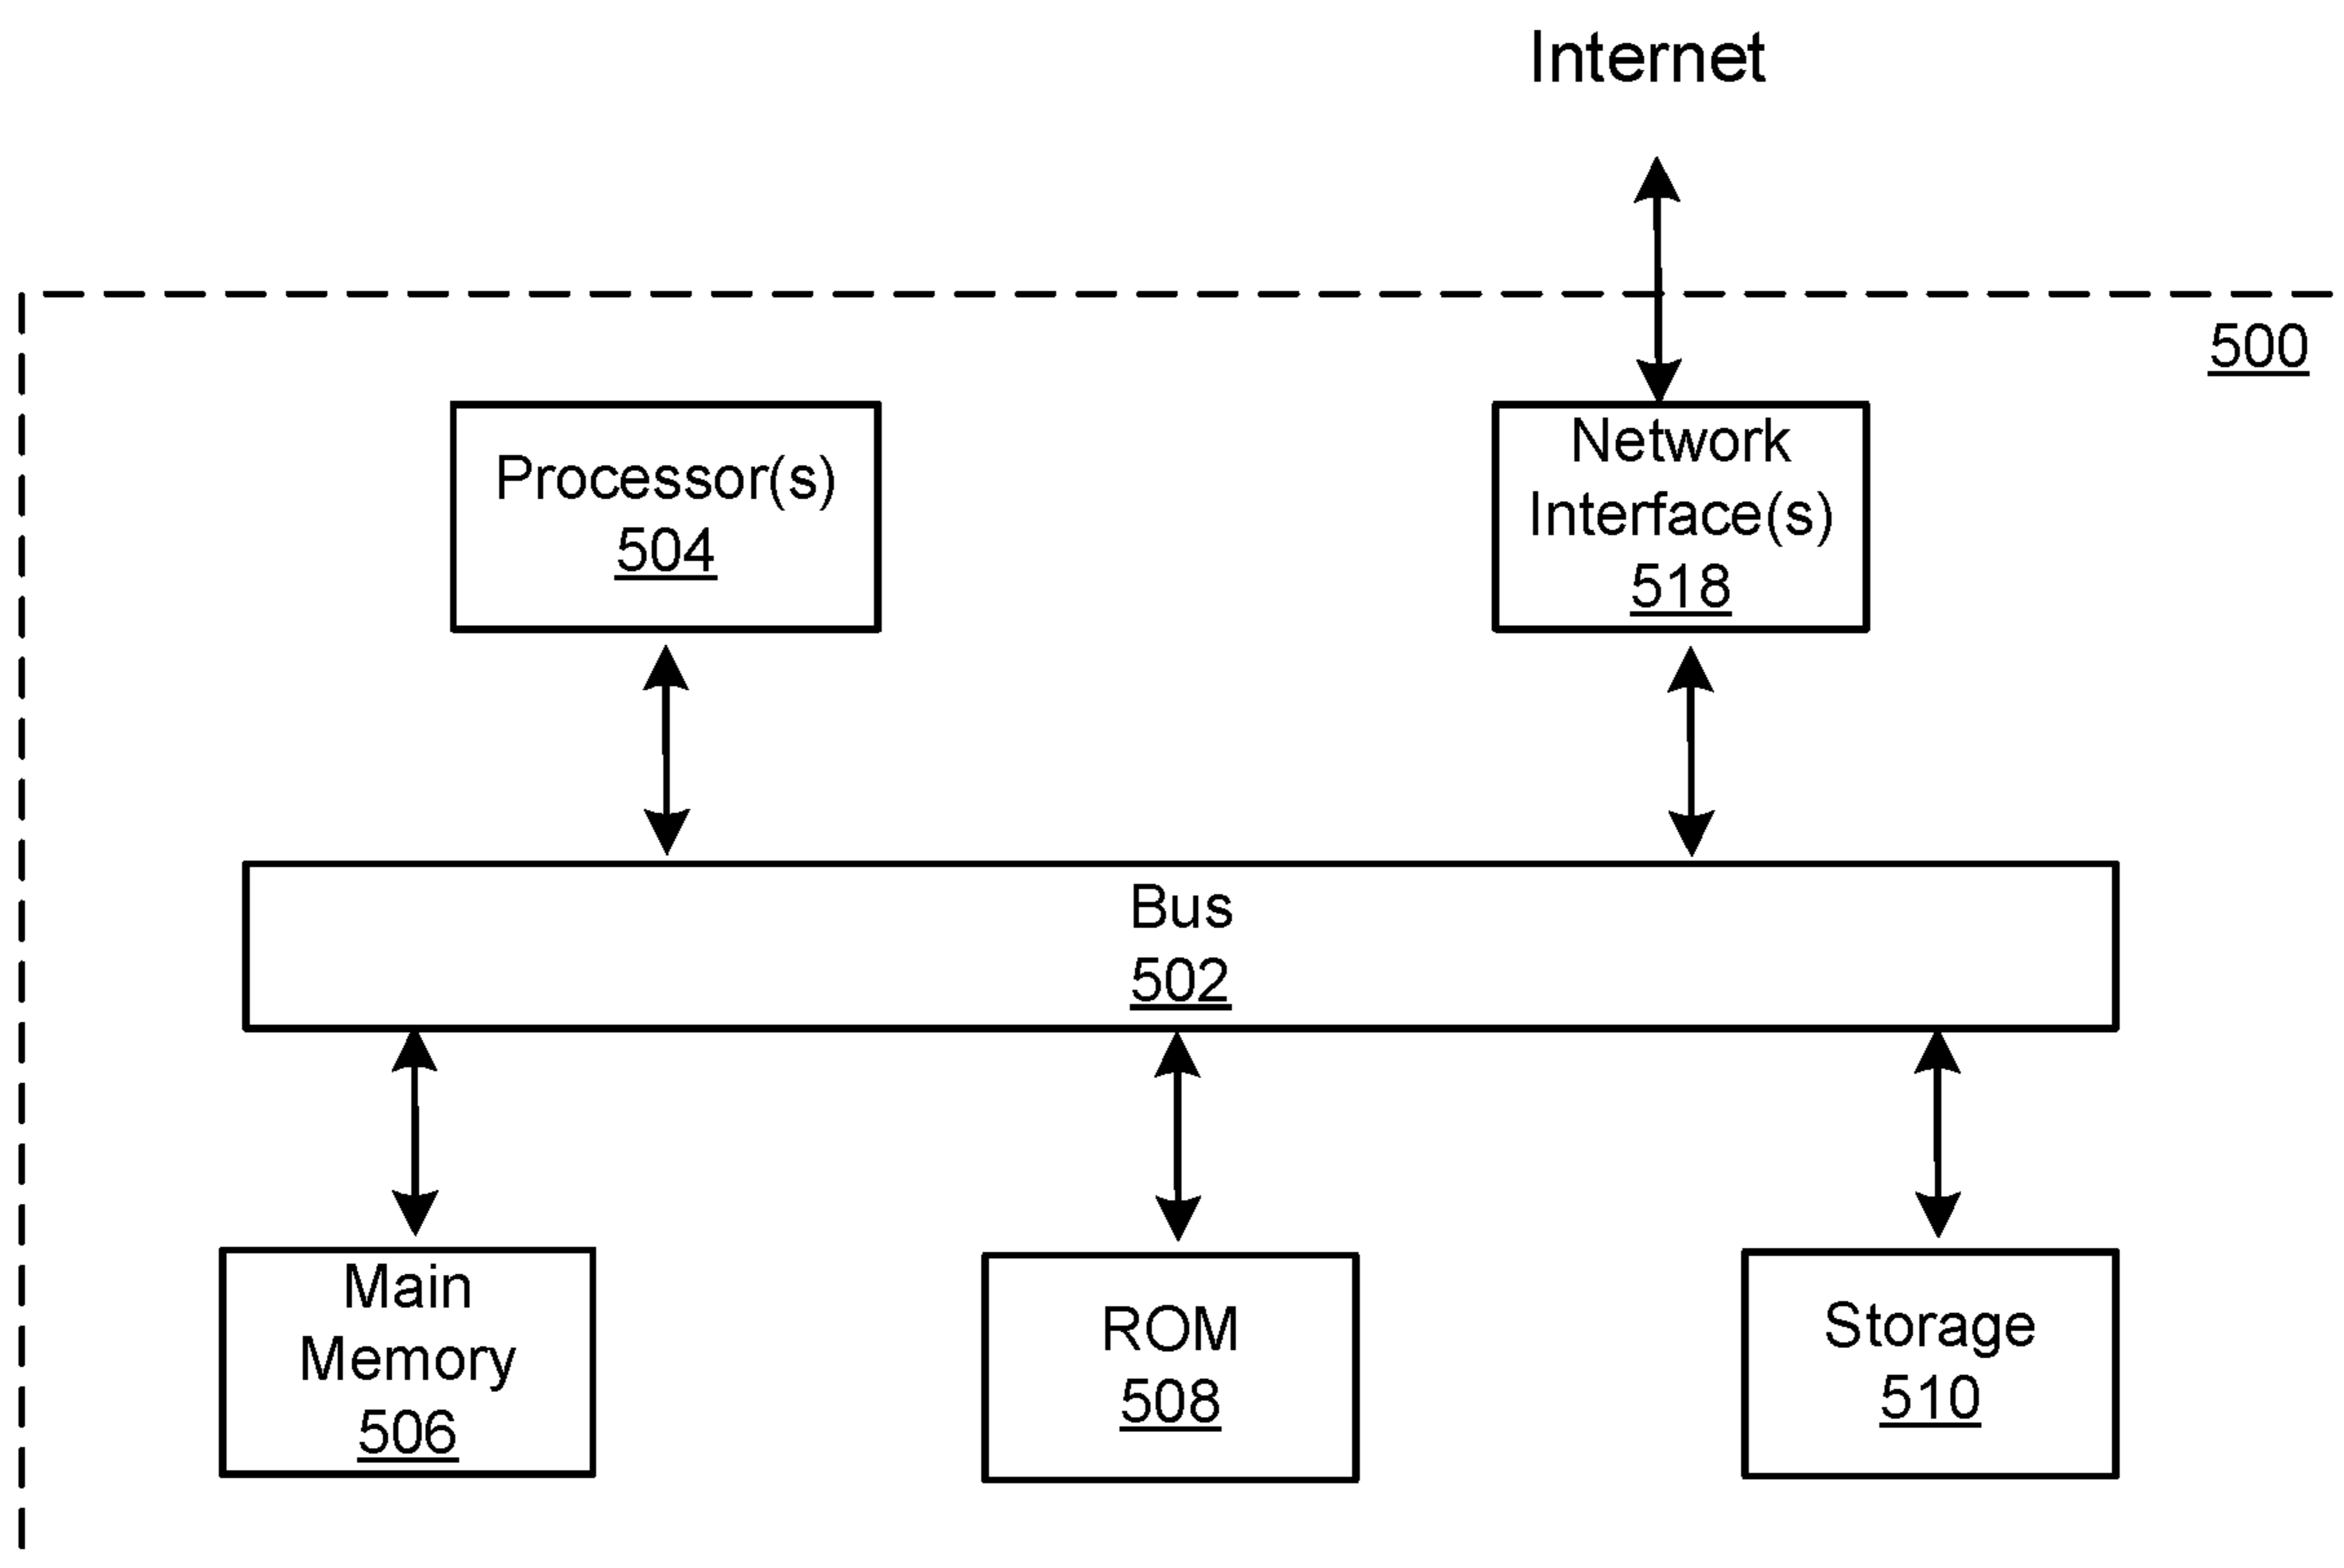 Internet
500
Processor(s)
504
Network
Interface(s)
518
Bus
502
Main
Memory
506
ROM
508
Storage
510